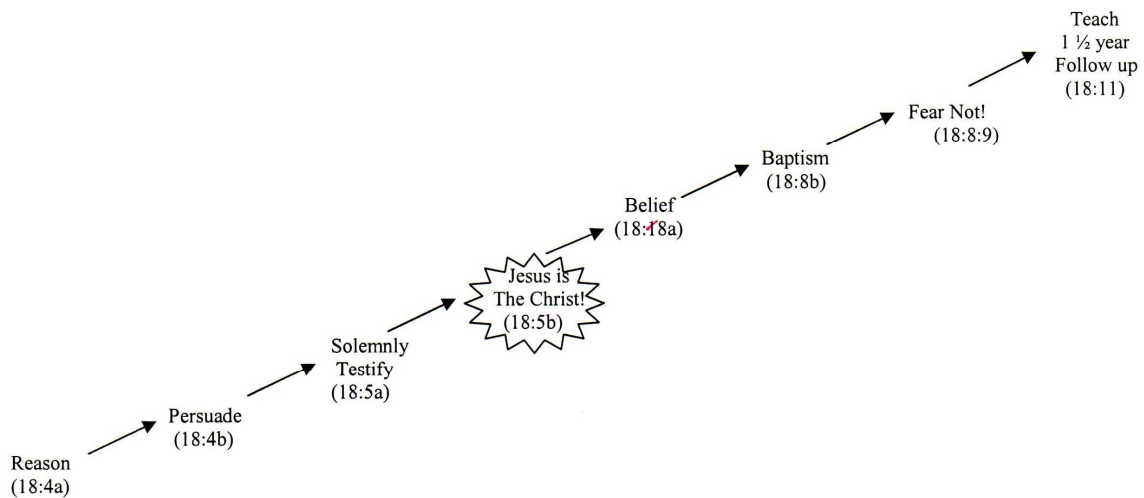 Teach
1 ½ year
Follow up
(18:11)
Fear Not!
(18:8:9)
Baptism
(18:8b)
Belief
(18:18a)
Jesus is
The Christ!
(18:5b)
Solemnly
Testify
(18:5a)
Persuade
(18:4b)
Reason
(18:4a)